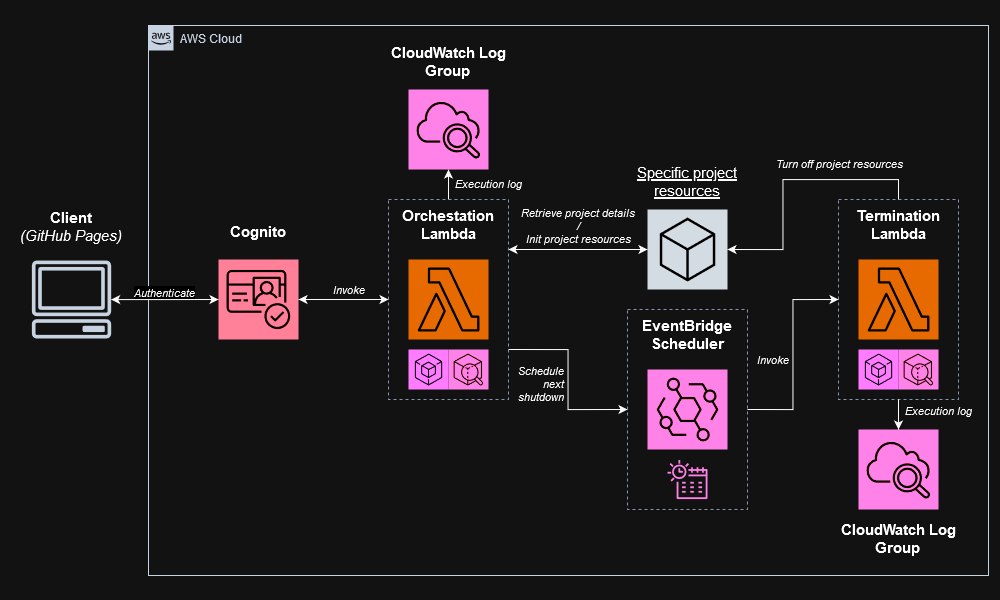 aws
AWS Cloud
CloudWatch Log
Group
Execution log
Specific project
resources
Turn off project resources
Client
(GitHub Pages)
Authenticate
Cognito
Invoke
Orchestation
Lambda
Retrieve project details
/
Init project resources
Termination
Lambda
Schedule
next
shutdown
EventBridge
Scheduler
Invoke
Execution log
CloudWatch Log
Group